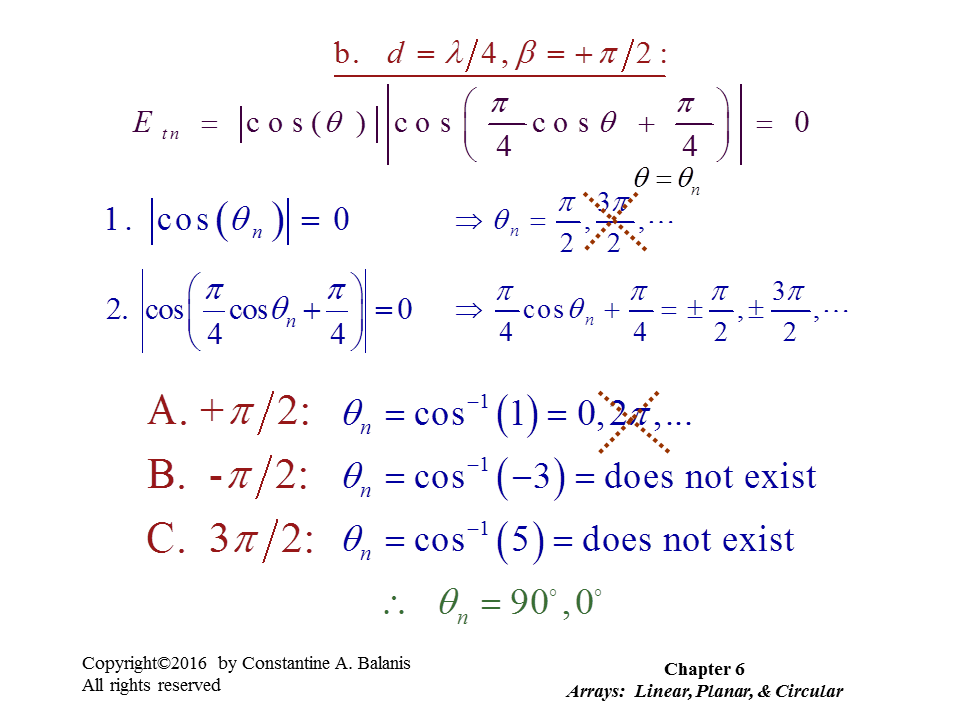 b. d = λ/4, β = +π/2 :
E_tn = |cos(θ)| |cos(π/4 cosθ + π/4)| = 0
θ = θ_n
1. |cos(θ_n)| = 0 ⇒ θ_n = π/2, 3π/2, ⋯
2. |cos(π/4 cosθ_n + π/4)| = 0 ⇒ π/4 cosθ_n + π/4 = ± π/2, ± 3π/2, ⋯
A. +π/2: θ_n = cos⁻¹(1) = 0, 2π, ...
B. -π/2: θ_n = cos⁻¹(−3) = does not exist
C. 3π/2: θ_n = cos⁻¹(5) = does not exist
∴ θ_n = 90°, 0°
Copyright©2016 by Constantine A. Balanis
All rights reserved
Chapter 6
Arrays: Linear, Planar, & Circular